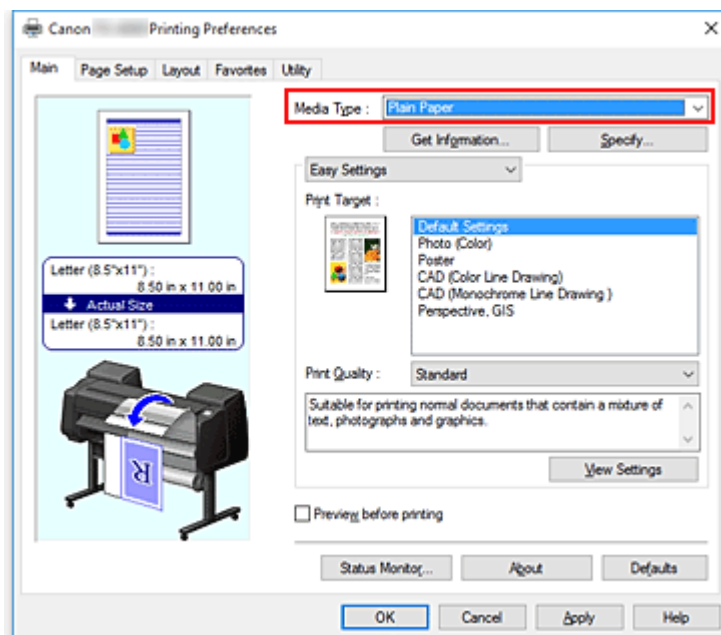 Canon Printing Preferences
Main Page Setup Layout Favorites Utility
Media Type : Plain Paper
Get Information... Specify...
Easy Settings
Print Target :
Default Settings
Photo (Color)
Poster
CAD (Color Line Drawing)
CAD (Monochrome Line Drawing )
Perspective, GIS
Letter (8.5"x11") :
8.50 in x 11.00 in
Actual Size
Letter (8.5"x11") :
8.50 in x 11.00 in
R
Print Quality : Standard
Suitable for printing normal documents that contain a mixture of
text, photographs and graphics.
View Settings
Preview before printing
Status Monitor... About Defaults
OK Cancel Apply Help